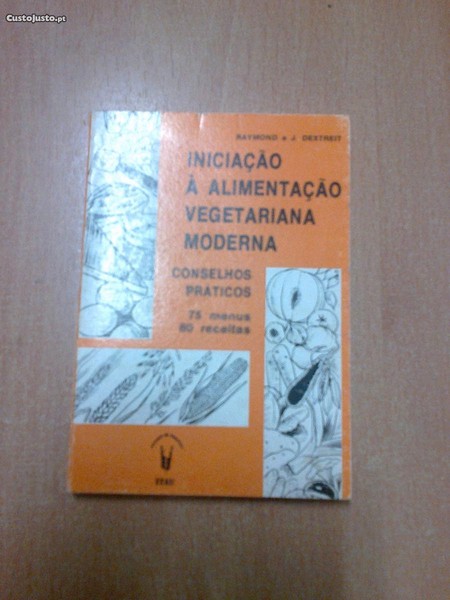 CustoJusto.pt
RAYMOND e J. DEXTREIT
INICIAÇÃO
À ALIMENTAÇÃO
VEGETARIANA
MODERNA
CONSELHOS
PRATICOS
75 menus
80 receitas